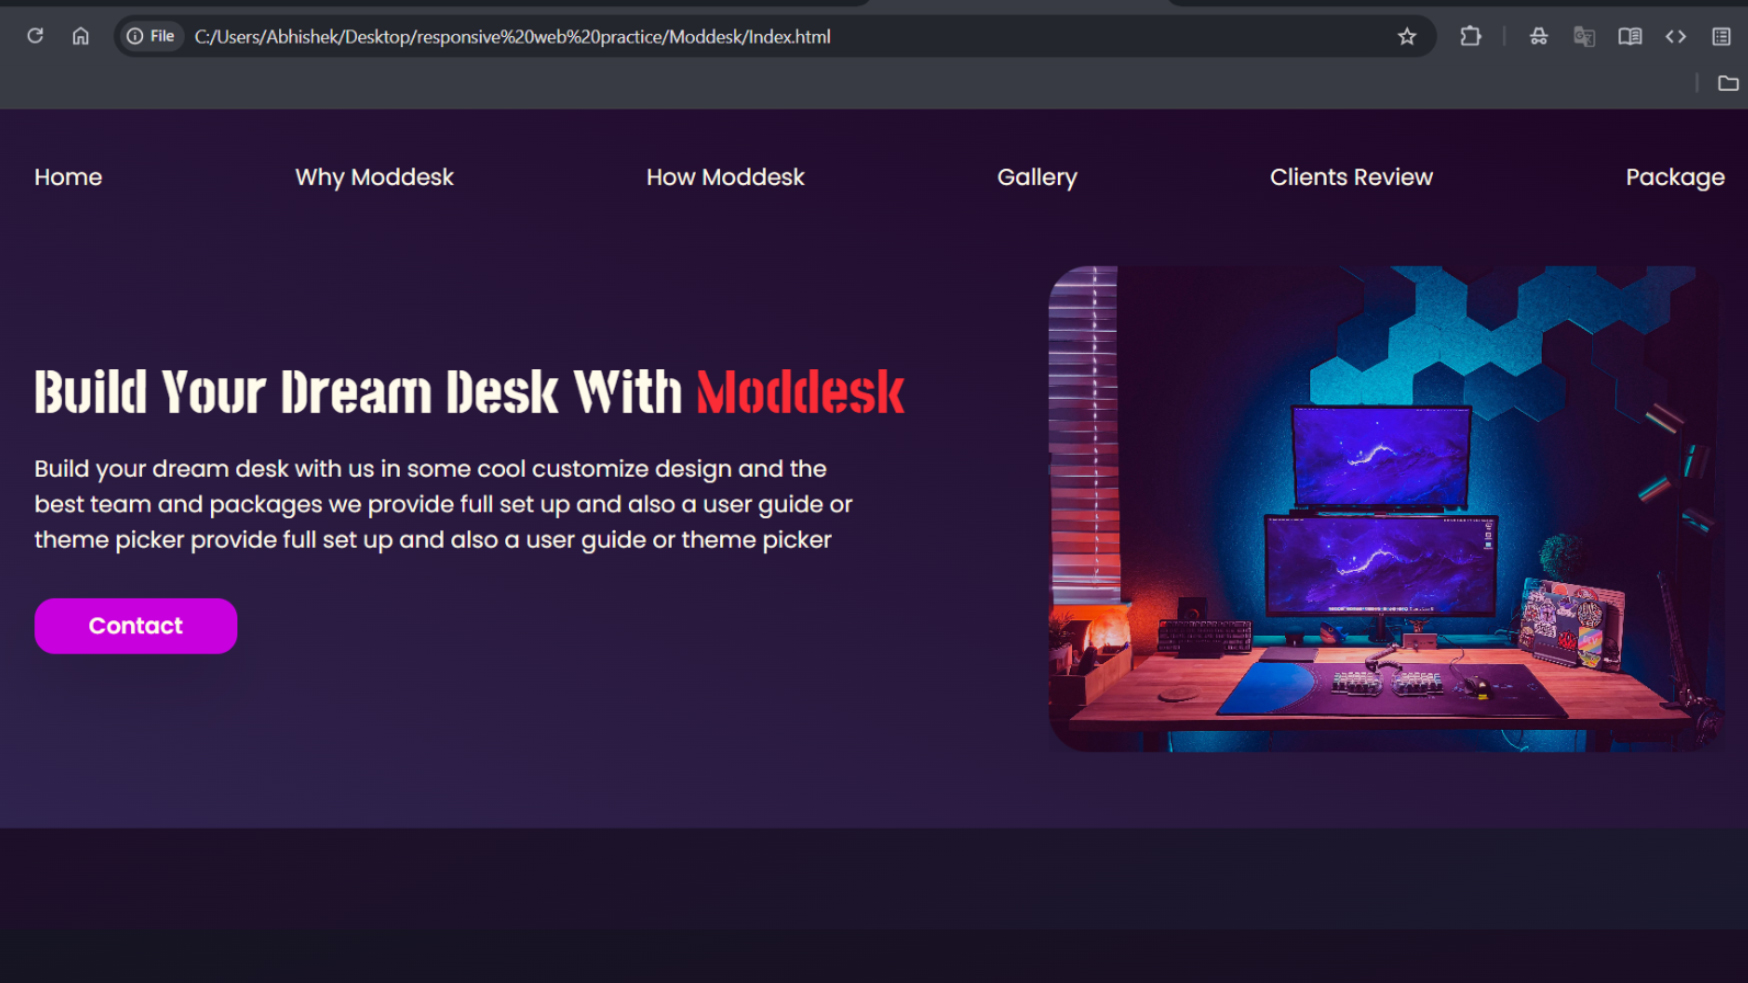 File C:/Users/Abhishek/Desktop/responsive%20web%20practice/Moddesk/Index.html
Home Why Moddesk How Moddesk Gallery Clients Review Package
Build Your Dream Desk With Moddesk
Build your dream desk with us in some cool customize design and the
best team and packages we provide full set up and also a user guide or
theme picker provide full set up and also a user guide or theme picker
Contact